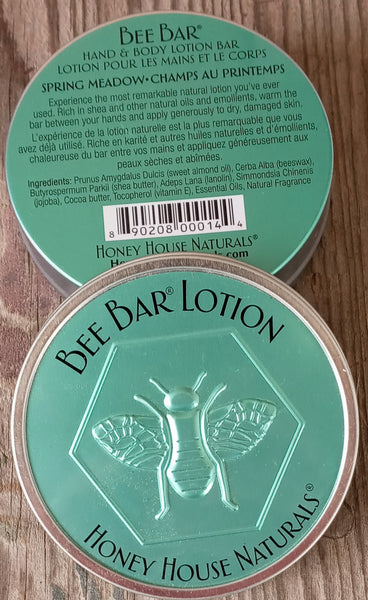 BEE BAR®
HAND & BODY LOTION BAR
LOTION POUR LES MAINS ET LE CORPS
SPRING MEADOW • CHAMPS AU PRINTEMPS
Experience the most remarkable natural lotion you've ever
used. Rich in shea and other natural oils and emollients, warm the
bar between your hands and apply generously to dry, damaged skin.
L'expérience de la lotion naturelle est la plus remarquable que vous
avez déjà utilisé. Riche en karité et autres huiles naturelles et d'émollients,
chaleureuse du bar entre vos mains et appliquez généreusement aux
peaux sèches et abîmées.
Ingredients: Prunus Amygdalus Dulcis (sweet almond oil), Cerba Alba (beeswax),
Butyrospermum Parkii (shea butter), Adeps Lana (lanolin), Simmondsia Chinenis
(jojoba), Cocoa butter, Tocopherol (vitamin E), Essential Oils, Natural Fragrance
8 90208 00014 4
HONEY HOUSE NATURALS®
.com
BEE BAR® LOTION
HONEY HOUSE NATURALS®